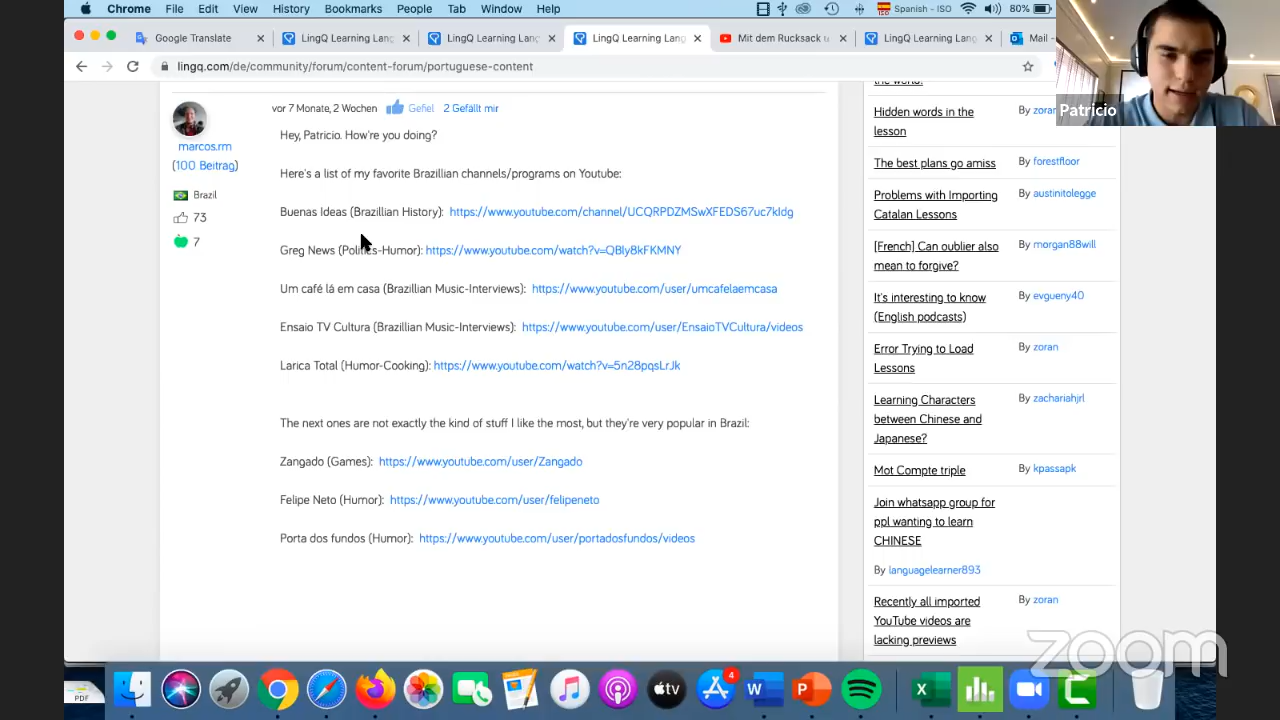 Chrome File Edit View History Bookmarks People Tab Window Help Spanish - ISO 80%
Google Translate LingQ Learning Lang LingQ Learning Lang LingQ Learning Lang Mit dem Rucksack LingQ Learning Lang Mail -
lingq.com/de/community/forum/content-forum/portuguese-content
Patricio
vor 7 Monate, 2 Wochen Gefiel 2 Gefällt mir
marcos.rm
(100 Beitrag)
Brazil
73
7
Hey, Patricio. How're you doing?
Here's a list of my favorite Brazillian channels/programs on Youtube:
Buenas Ideas (Brazillian History): https://www.youtube.com/channel/UCQRPDZMSwXFEDS67uc7kIdg
Greg News (Politics-Humor): https://www.youtube.com/watch?v=QBly8kFKMNY
Um café lá em casa (Brazillian Music-Interviews): https://www.youtube.com/user/umcafelaemcasa
Ensaio TV Cultura (Brazillian Music-Interviews): https://www.youtube.com/user/EnsaioTVCultura/videos
Larica Total (Humor-Cooking): https://www.youtube.com/watch?v=5n28pqsLrJk
The next ones are not exactly the kind of stuff I like the most, but they're very popular in Brazil:
Zangado (Games): https://www.youtube.com/user/Zangado
Felipe Neto (Humor): https://www.youtube.com/user/felipeneto
Porta dos fundos (Humor): https://www.youtube.com/user/portadosfundos/videos
the world!
Hidden words in the By zoran
lesson
The best plans go amiss By forestfloor
Problems with Importing By austinitolegge
Catalan Lessons
[French] Can oublier also By morgan88will
mean to forgive?
It's interesting to know By evgueny40
(English podcasts)
Error Trying to Load By zoran
Lessons
Learning Characters By zachariahjrl
between Chinese and
Japanese?
Mot Compte triple By kpassapk
Join whatsapp group for
ppl wanting to learn
CHINESE
By languagelearner893
Recently all imported By zoran
YouTube videos are
lacking previews
zoom
PDF
tv
4
W
P
X
C